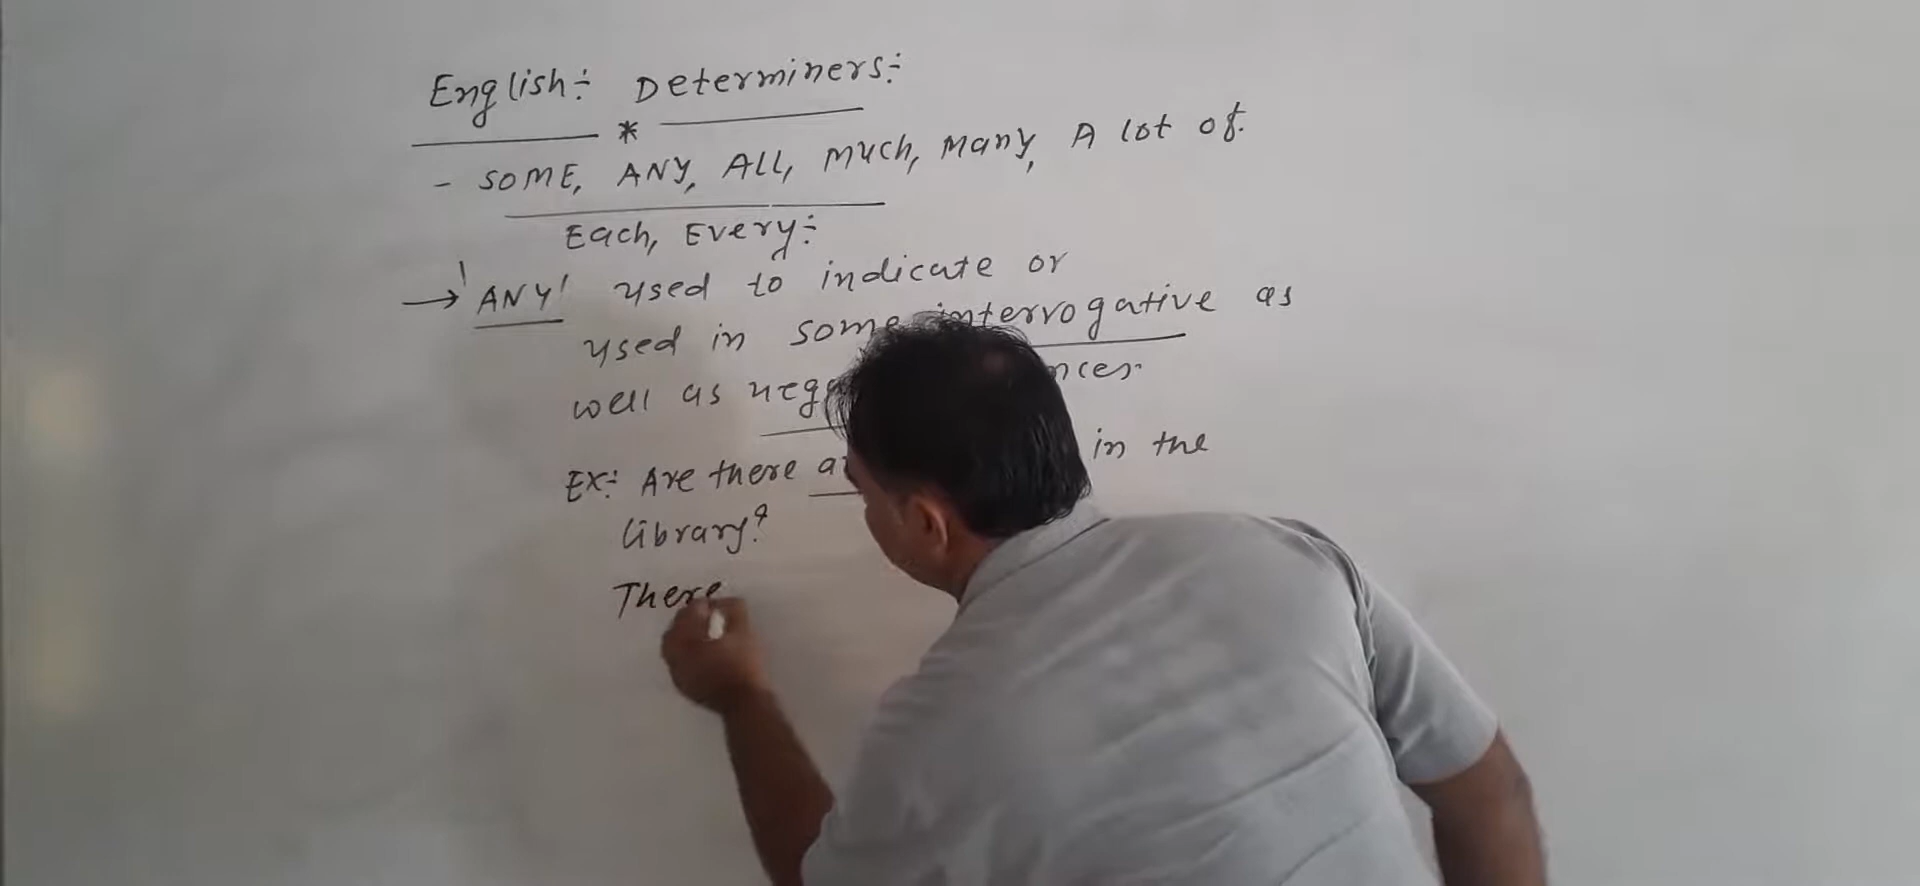 English÷ Determiners÷
*
- SOME, ANY, ALL, Much, Many, A lot of.
Each, Every÷
→ 'ANY' used to indicate or
used in some interrogative as
well as
Ex÷ Are there in the
library?
There